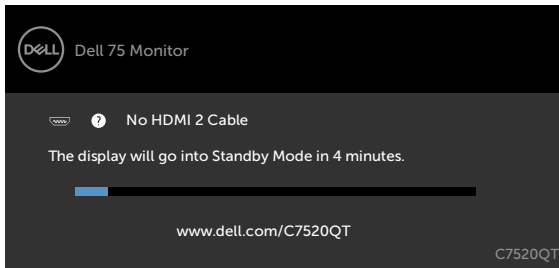 DELL Dell 75 Monitor
? No HDMI 2 Cable
The display will go into Standby Mode in 4 minutes.
www.dell.com/C7520QT
C7520QT